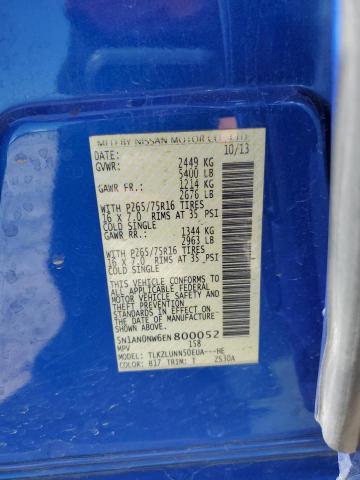 MFD BY NISSAN MOTOR CO., LTD.
DATE: 10/13
GVWR: 2449 KG
5400 LB
GAWR FR.: 1214 KG
2676 LB
WITH P265/75R16 TIRES
16 X 7.0 RIMS AT 35 PSI
COLD SINGLE
GAWR RR.: 1344 KG
2963 LB
WITH P265/75R16 TIRES
16 X 7.0 RIMS AT 35 PSI
COLD SINGLE
THIS VEHICLE CONFORMS
TO ALL APPLICABLE FEDERAL
MOTOR VEHICLE SAFETY
AND THEFT PREVENTION
STANDARDS IN EFFECT
ON THE DATE OF MANUFACTURE
SHOWN ABOVE
5N1AN0NW6EN800052
MPV 158
MODEL: TLKZLUNN50EUA---HE
COLOR: B17 TRIM: T ZS30A